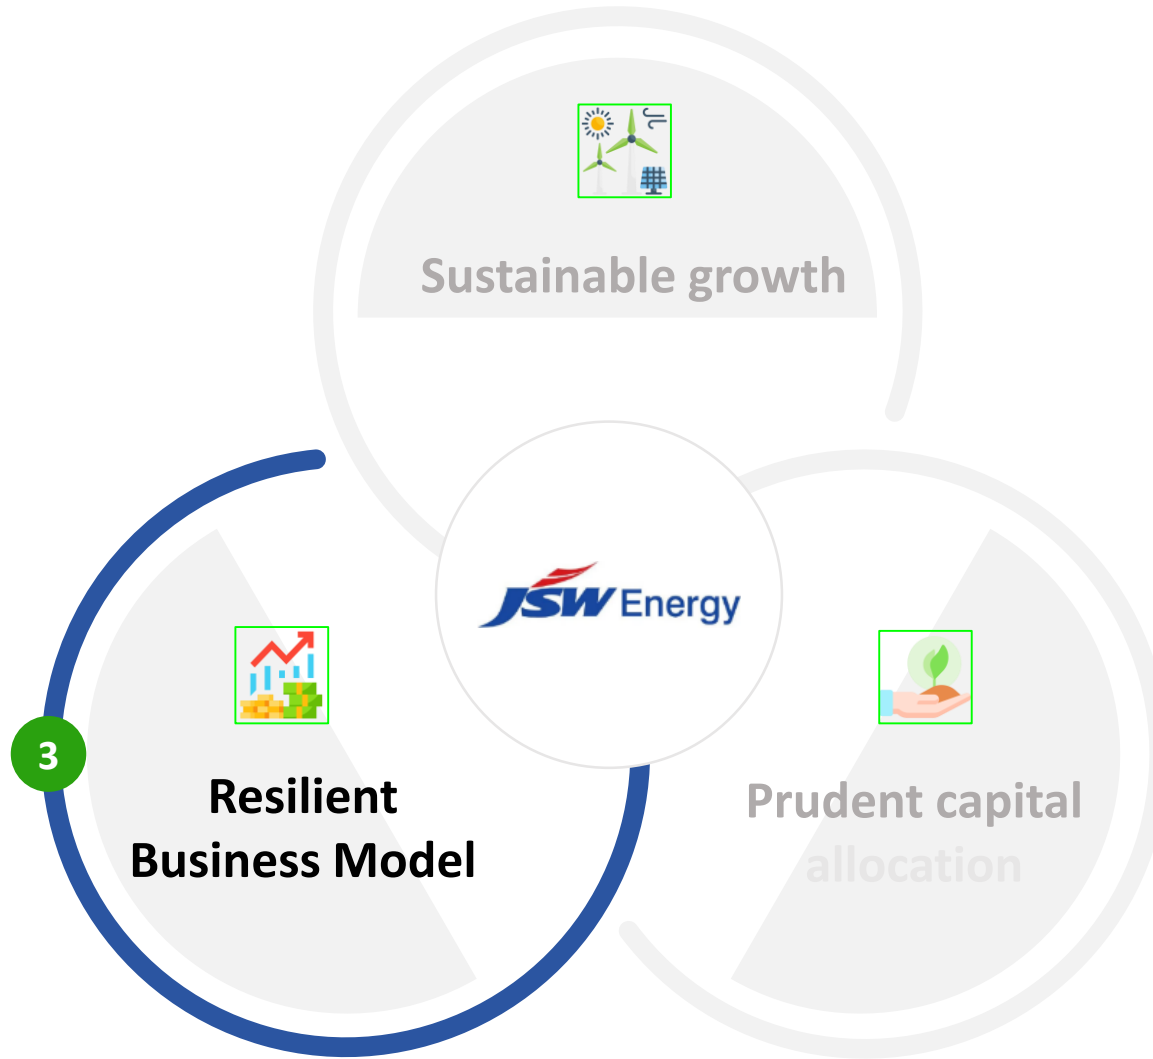 Sustainable growth
JSW Energy
3
Resilient
Business Model
Prudent capital
allocation